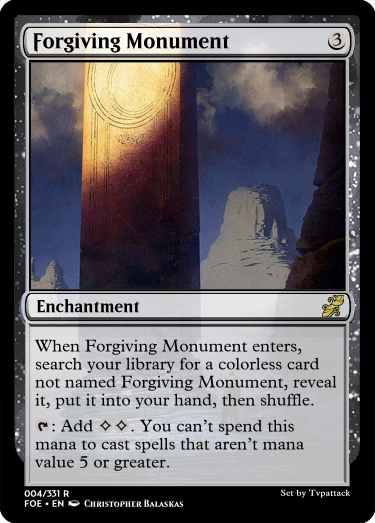 Forgiving Monument 3
Enchantment
When Forgiving Monument enters,
search your library for a colorless card
not named Forgiving Monument, reveal
it, put it into your hand, then shuffle.
: Add . You can't spend this
mana to cast spells that aren't mana
value 5 or greater.
004/331 R
FOE • EN Christopher Balaskas
Set by Tvpattack